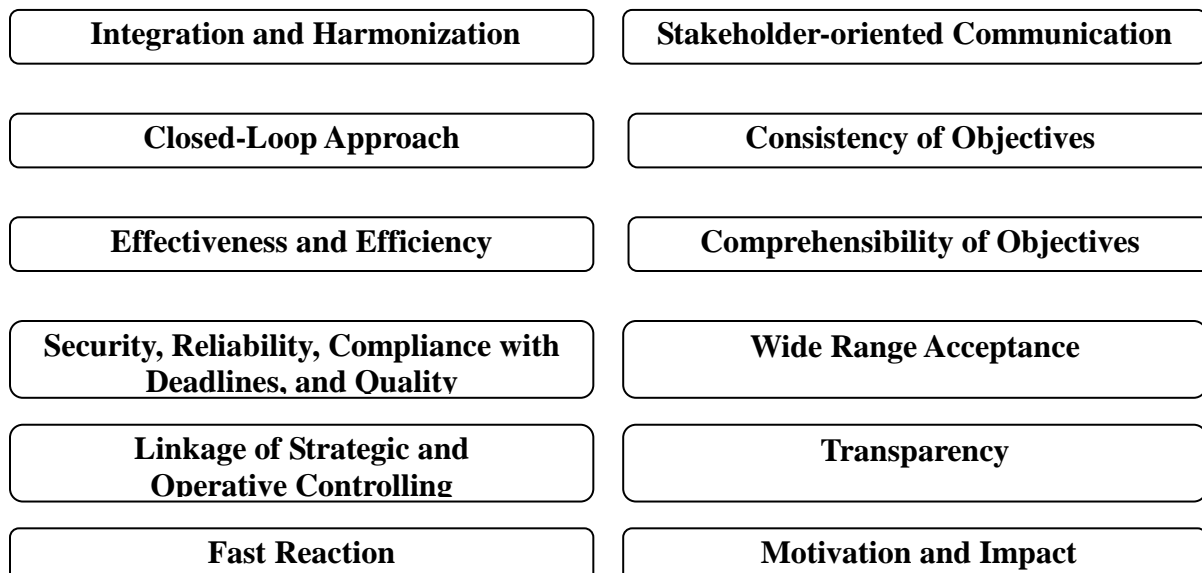 Integration and Harmonization
Stakeholder-oriented Communication
Closed-Loop Approach
Consistency of Objectives
Effectiveness and Efficiency
Comprehensibility of Objectives
Security, Reliability, Compliance with
Deadlines, and Quality
Wide Range Acceptance
Linkage of Strategic and
Operative Controlling
Transparency
Fast Reaction
Motivation and Impact